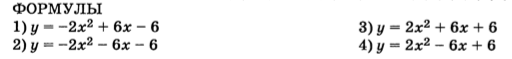 ФОРМУЛЫ
1) y = –2x² + 6x – 6
3) y = 2x² + 6x + 6
2) y = –2x² – 6x – 6
4) y = 2x² – 6x + 6